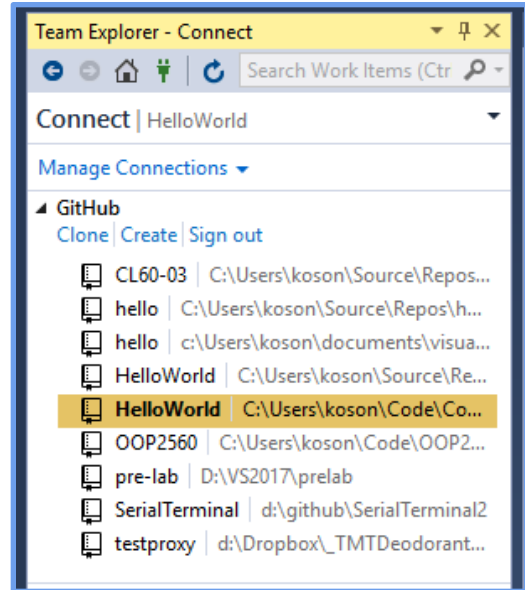 Team Explorer - Connect
Search Work Items (Ctr
Connect | HelloWorld
Manage Connections
GitHub
Clone | Create | Sign out
CL60-03 | C:\Users\koson\Source\Repos...
hello | C:\Users\koson\Source\Repos\h...
hello | c:\Users\koson\documents\visua...
HelloWorld | C:\Users\koson\Source\Re...
HelloWorld | C:\Users\koson\Code\Co...
OOP2560 | C:\Users\koson\Code\OOP2...
pre-lab | D:\VS2017\prelab
SerialTerminal | d:\github\SerialTerminal2
testproxy | d:\Dropbox\_TMTDeodorant...